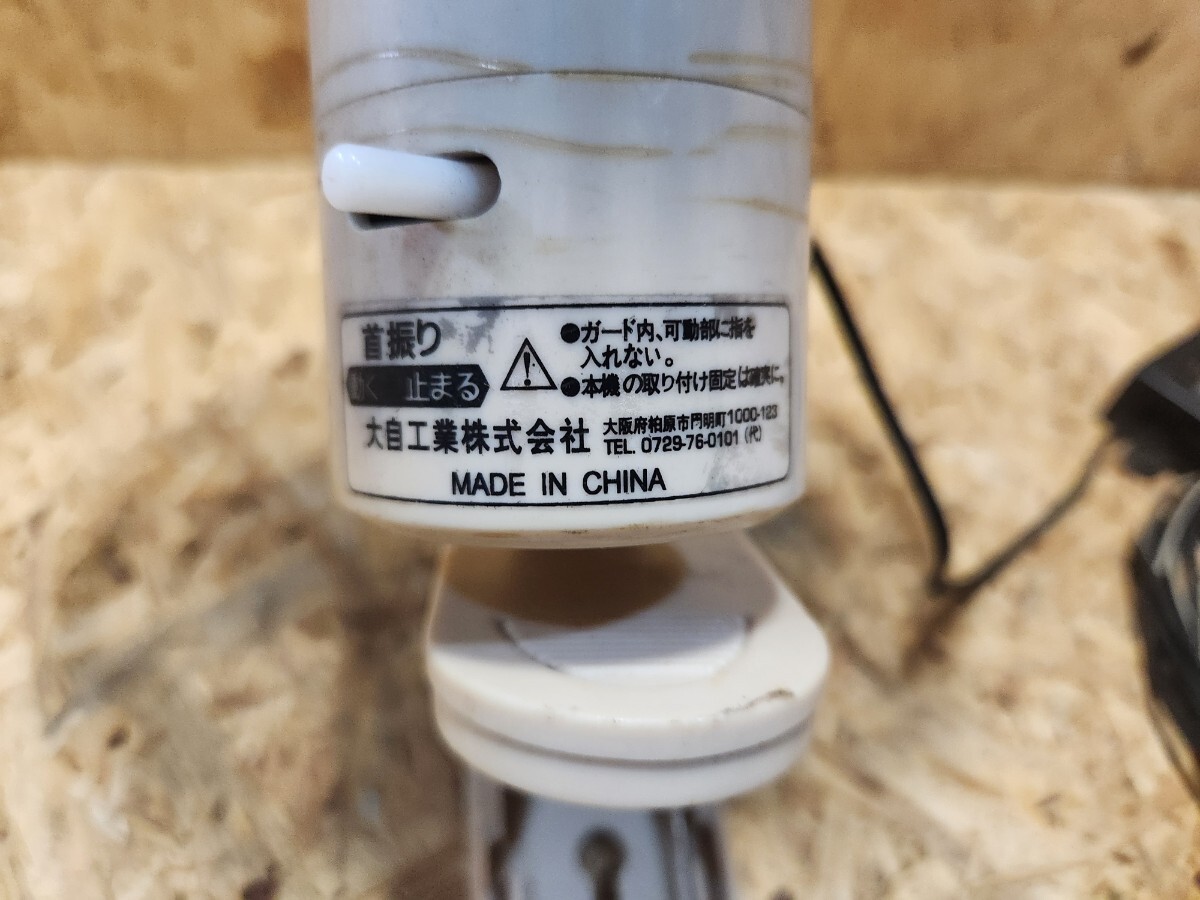 首振り
動く 止まる
●ガード内、可動部に指を
入れない。
●本機の取り付け固定は確実に。
大自工業株式会社
大阪府柏原市円明町1000-123
TEL. 0729-76-0101 (代)
MADE IN CHINA